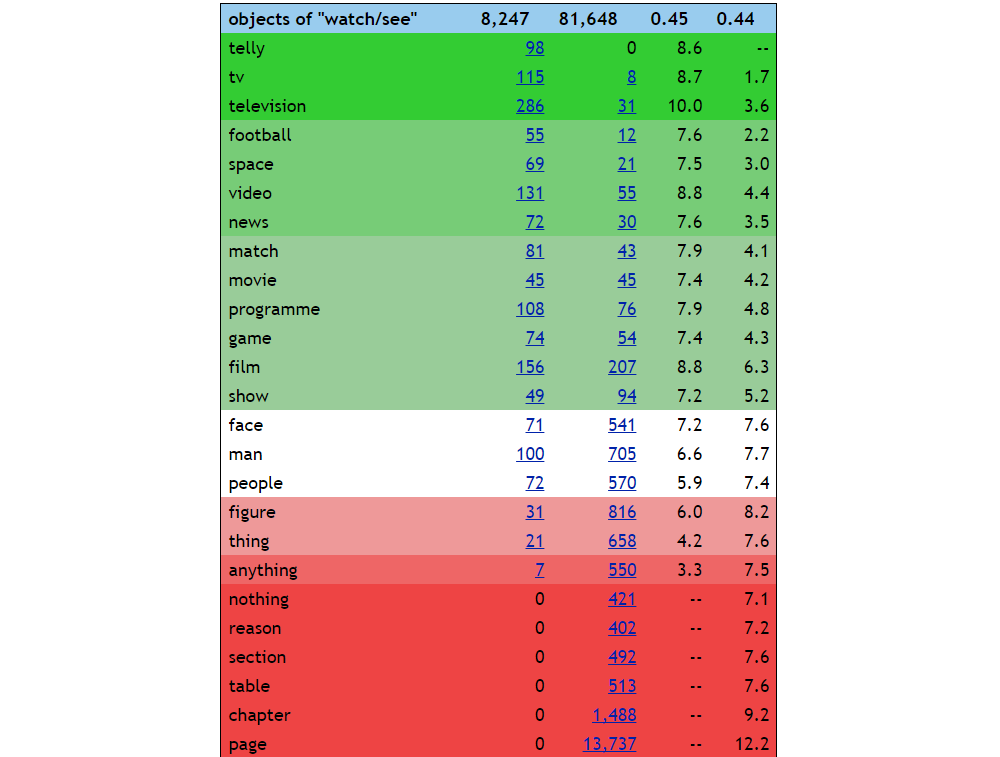 objects of "watch/see" 8,247 81,648 0.45 0.44
telly 98 0 8.6 --
tv 115 8 8.7 1.7
television 286 31 10.0 3.6
football 55 12 7.6 2.2
space 69 21 7.5 3.0
video 131 55 8.8 4.4
news 72 30 7.6 3.5
match 81 43 7.9 4.1
movie 45 45 7.4 4.2
programme 108 76 7.9 4.8
game 74 54 7.4 4.3
film 156 207 8.8 6.3
show 49 94 7.2 5.2
face 71 541 7.2 7.6
man 100 705 6.6 7.7
people 72 570 5.9 7.4
figure 31 816 6.0 8.2
thing 21 658 4.2 7.6
anything 7 550 3.3 7.5
nothing 0 421 -- 7.1
reason 0 402 -- 7.2
section 0 492 -- 7.6
table 0 513 -- 7.6
chapter 0 1,488 -- 9.2
page 0 13,737 -- 12.2